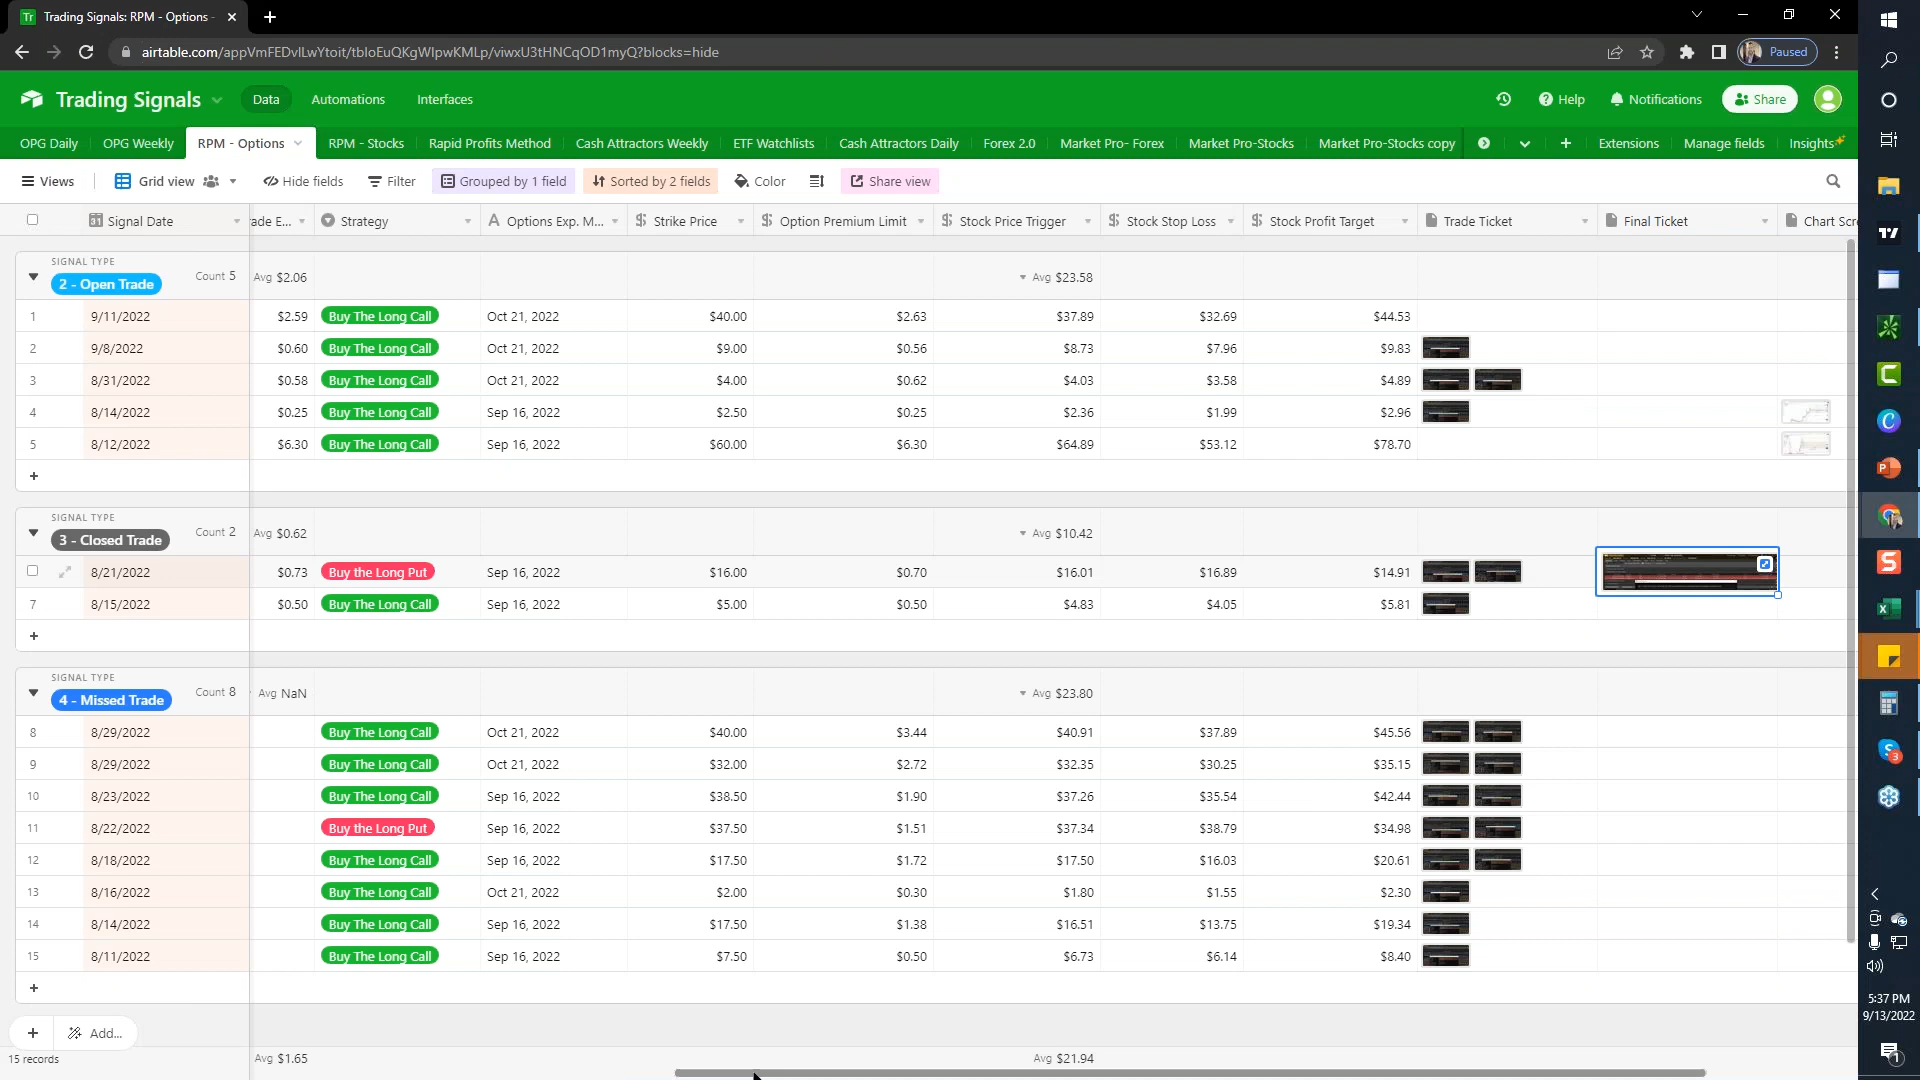 Trading Signals: RPM - Options -
airtable.com/appVmFEDvlLwYtoit/tbloEuQKgWlpwKMLp/viwxU3tHNCqOD1myQ?blocks=hide
Paused
Trading Signals Data Automations Interfaces Help Notifications Share
OPG Daily OPG Weekly RPM - Options RPM - Stocks Rapid Profits Method Cash Attractors Weekly ETF Watchlists Cash Attractors Daily Forex 2.0 Market Pro- Forex Market Pro-Stocks Market Pro-Stocks copy Extensions Manage fields Insights
Views Grid view Hide fields Filter Grouped by 1 field Sorted by 2 fields Color Share view
Signal Date ade E... Strategy Options Exp. M... Strike Price Option Premium Limit Stock Price Trigger Stock Stop Loss Stock Profit Target Trade Ticket Final Ticket Chart Scre
SIGNAL TYPE
2 - Open Trade Count 5 Avg $2.06 Avg $23.58
1 9/11/2022 $2.59 Buy The Long Call Oct 21, 2022 $40.00 $2.63 $37.89 $32.69 $44.53
2 9/8/2022 $0.60 Buy The Long Call Oct 21, 2022 $9.00 $0.56 $8.73 $7.96 $9.83
3 8/31/2022 $0.58 Buy The Long Call Oct 21, 2022 $4.00 $0.62 $4.03 $3.58 $4.89
4 8/14/2022 $0.25 Buy The Long Call Sep 16, 2022 $2.50 $0.25 $2.36 $1.99 $2.96
5 8/12/2022 $6.30 Buy The Long Call Sep 16, 2022 $60.00 $6.30 $64.89 $53.12 $78.70
SIGNAL TYPE
3 - Closed Trade Count 2 Avg $0.62 Avg $10.42
8/21/2022 $0.73 Buy the Long Put Sep 16, 2022 $16.00 $0.70 $16.01 $16.89 $14.91
7 8/15/2022 $0.50 Buy The Long Call Sep 16, 2022 $5.00 $0.50 $4.83 $4.05 $5.81
SIGNAL TYPE
4 - Missed Trade Count 8 Avg NaN Avg $23.80
8 8/29/2022 Buy The Long Call Oct 21, 2022 $40.00 $3.44 $40.91 $37.89 $45.56
9 8/29/2022 Buy The Long Call Oct 21, 2022 $32.00 $2.72 $32.35 $30.25 $35.15
10 8/23/2022 Buy The Long Call Sep 16, 2022 $38.50 $1.90 $37.26 $35.54 $42.44
11 8/22/2022 Buy the Long Put Sep 16, 2022 $37.50 $1.51 $37.34 $38.79 $34.98
12 8/18/2022 Buy The Long Call Sep 16, 2022 $17.50 $1.72 $17.50 $16.03 $20.61
13 8/16/2022 Buy The Long Call Oct 21, 2022 $2.00 $0.30 $1.80 $1.55 $2.30
14 8/14/2022 Buy The Long Call Sep 16, 2022 $17.50 $1.38 $16.51 $13.75 $19.34
15 8/11/2022 Buy The Long Call Sep 16, 2022 $7.50 $0.50 $6.73 $6.14 $8.40
+ Add...
15 records Avg $1.65 Avg $21.94
5:37 PM
9/13/2022